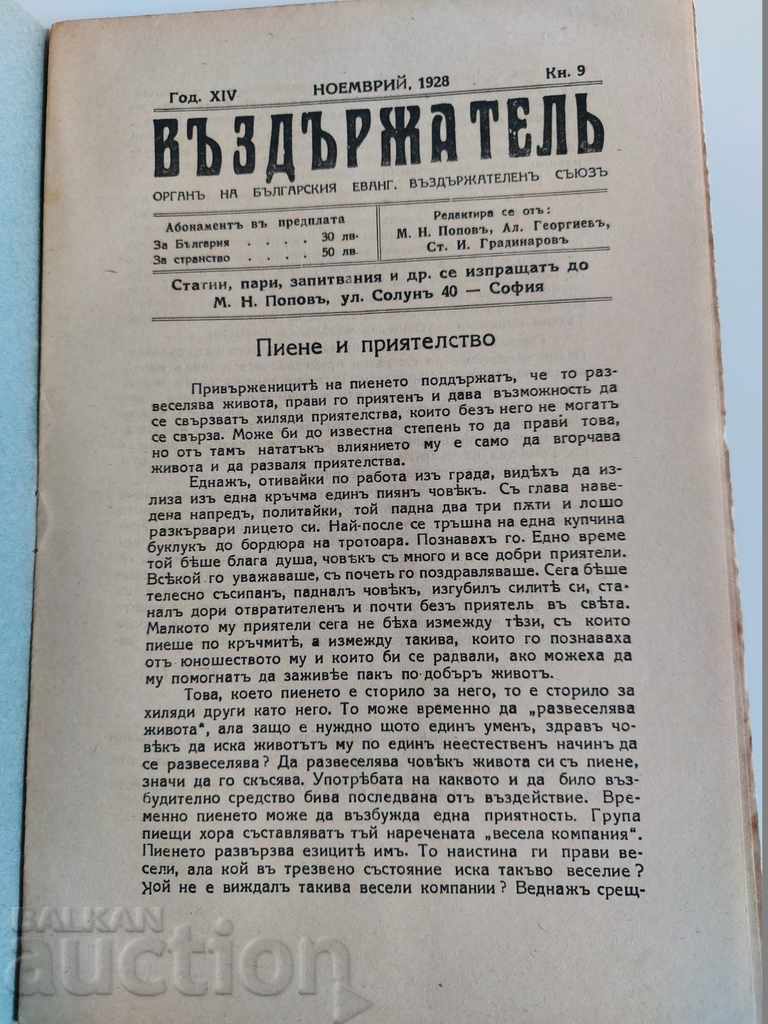 Год. XIV НОЕМВРИЙ, 1928 Кн. 9
ВЪЗДЪРЖАТЕЛЬ
ОРГАНЪ НА БЪЛГАРСКИЯ ЕВАНГ. ВЪЗДЪРЖАТЕЛЕНЪ СЪЮЗЪ
Абонаментъ въ предплата
За България . . . . 30 лв.
За странство . . . . 50 лв.
Редактира се отъ:
М. Н. Поповъ, Ал. Георгиевъ,
Ст. И. Градинаровъ
Статии, пари, запитвания и др. се изпращатъ до
М. Н. Поповъ, ул. Солунъ 40 — София
Пиене и приятелство
Привърженицитѣ на пиенето поддържатъ, че то раз-
веселява живота, прави го приятенъ и дава възможность да
се свързватъ хиляди приятелства, които безъ него не могатъ
се свърза. Може би до известна степень то да прави това,
но отъ тамъ нататъкъ влиянието му е само да вгорчава
живота и да разваля приятелства.
Еднажъ, отивайки по работа изъ града, видѣхъ да из-
лиза изъ една кръчма единъ пиянъ човѣкъ. Съ глава наве-
дена напредъ, политайки, той падна два три пѫти и лошо
разкървари лицето си. Най-после се тръшна на една купчина
буклукъ до бордюра на тротоара. Познавахъ го. Едно време
той бѣше блага душа, човѣкъ съ много и все добри приятели.
Всѣкой го уважаваше, съ почеть го поздравляваше. Сега бѣше
телесно съсипанъ, падналъ човѣкъ, изгубилъ силитѣ си, ста-
налъ дори отвратителенъ и почти безъ приятель въ свѣта.
Малкото му приятели сега не бѣха измежду тѣзи, съ които
пиеше по кръчмитѣ, а измежду такива, които го познаваха
отъ юношеството му и които би се радвали, ако можеха да
му помогнатъ да заживѣе пакъ по-добъръ животъ.
Това, което пиенето е сторило за него, то е сторило за
хиляди други като него. То може временно да „развеселява
живота“, ала защо е нуждно щото единъ уменъ, здравъ чо-
вѣкъ да иска животътъ му по единъ неестественъ начинъ да
се развеселява? Да развеселява човѣкъ живота си съ пиене,
значи да го скъсява. Употрѣбата на каквото и да било въз-
будително средство бива последвана отъ въздействие. Вре-
менно пиенето може да възбужда една приятность. Група
пиещи хора съставляватъ тъй наречената „весела компания“.
Пиенето развързва езиците имъ. То наистина ги прави ве-
сели, ала кой въ трезвено състояние иска такъво веселие?
Кой не е виждалъ такива весели компании? Веднажъ срещ-
BALKAN
auction